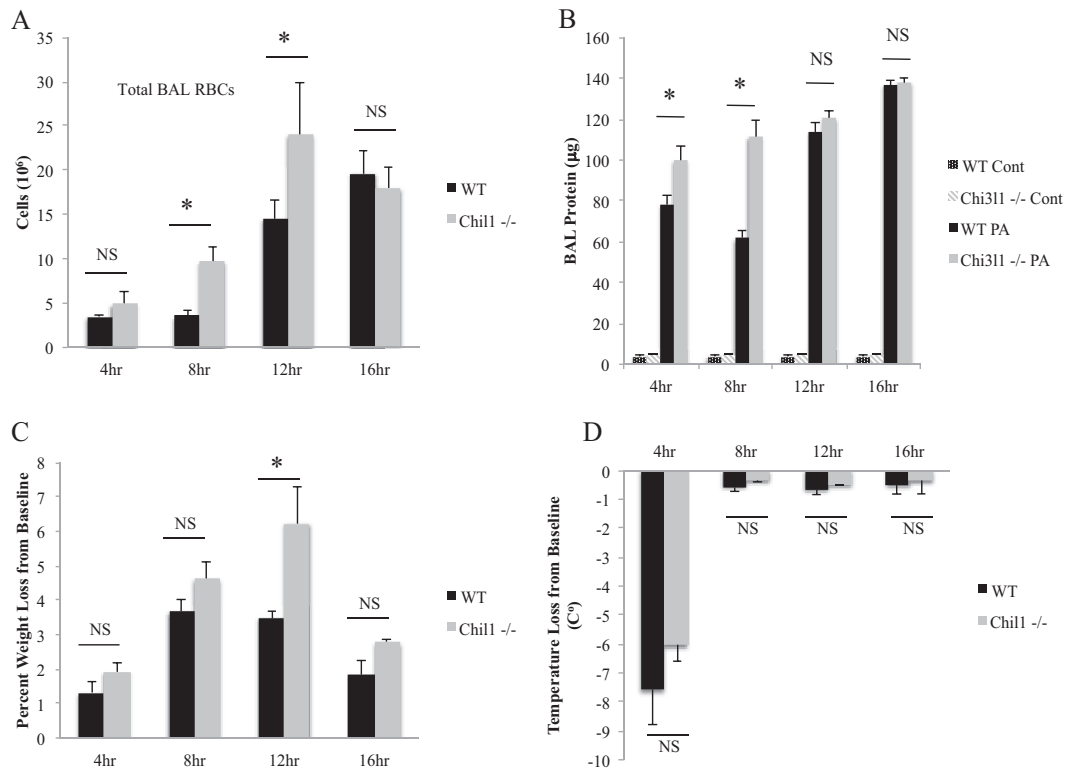 A
Cells (10⁶)
35
30
25
20
15
10
5
0
Total BAL RBCs
NS
*
*
NS
4hr
8hr
12hr
16hr
WT
Chil1 -/-
B
BAL Protein (µg)
160
140
120
100
80
60
40
20
0
*
*
NS
NS
4hr
8hr
12hr
16hr
WT Cont
Chi3l1 -/- Cont
WT PA
Chi3l1 -/- PA
C
Percent Weight Loss from Baseline
8
7
6
5
4
3
2
1
0
NS
NS
*
NS
4hr
8hr
12hr
16hr
WT
Chil1 -/-
D
Temperature Loss from Baseline
(Cº)
4hr
8hr
12hr
16hr
0
-1
-2
-3
-4
-5
-6
-7
-8
-9
-10
NS
NS
NS
NS
WT
Chil1 -/-